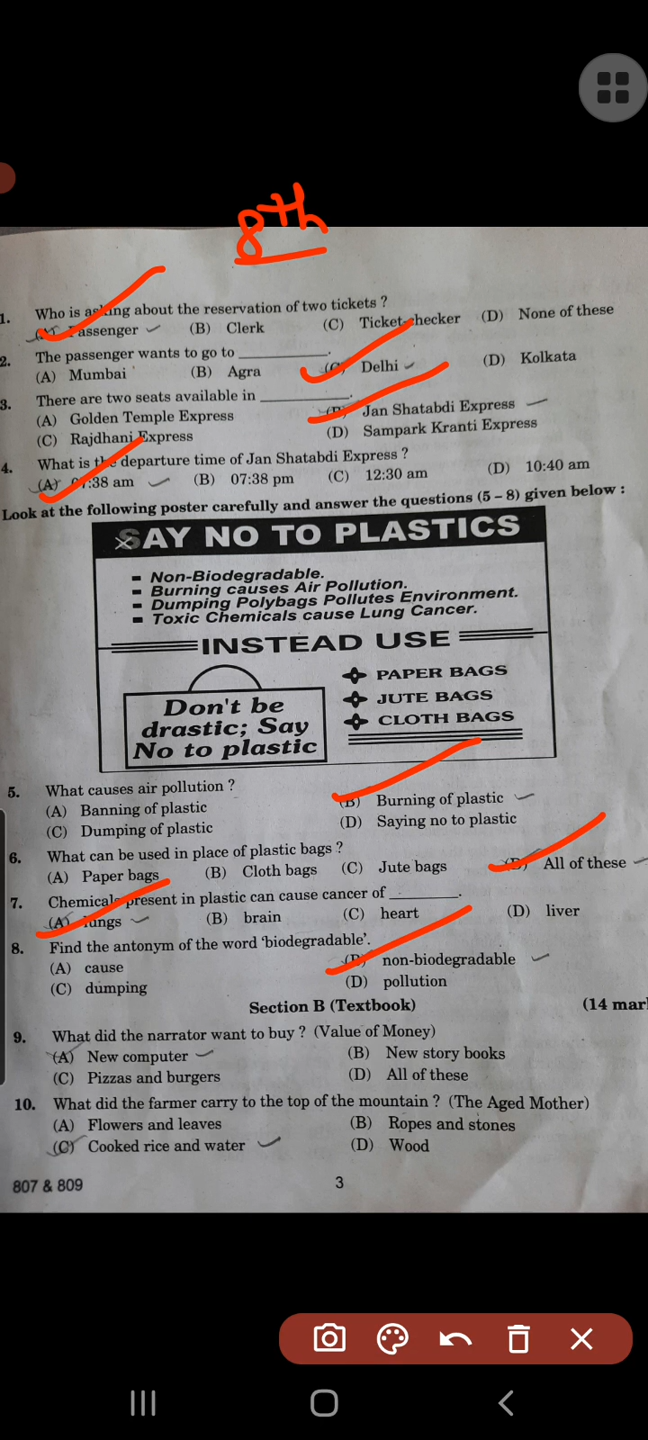 8th
1. Who is asking about the reservation of two tickets ?
(A) Passenger (B) Clerk (C) Ticket-checker (D) None of these
2. The passenger wants to go to ________.
(A) Mumbai (B) Agra (C) Delhi (D) Kolkata
3. There are two seats available in ________.
(A) Golden Temple Express (B) Jan Shatabdi Express
(C) Rajdhani Express (D) Sampark Kranti Express
4. What is the departure time of Jan Shatabdi Express ?
(A) 07:38 am (B) 07:38 pm (C) 12:30 am (D) 10:40 am
Look at the following poster carefully and answer the questions (5 – 8) given below :
SAY NO TO PLASTICS
Non-Biodegradable.
Burning causes Air Pollution.
Dumping Polybags Pollutes Environment.
Toxic Chemicals cause Lung Cancer.
INSTEAD USE
Don't be
drastic; Say
No to plastic
PAPER BAGS
JUTE BAGS
CLOTH BAGS
5. What causes air pollution ?
(A) Banning of plastic (B) Burning of plastic
(C) Dumping of plastic (D) Saying no to plastic
6. What can be used in place of plastic bags ?
(A) Paper bags (B) Cloth bags (C) Jute bags (D) All of these
7. Chemicals present in plastic can cause cancer of ________.
(A) lungs (B) brain (C) heart (D) liver
8. Find the antonym of the word ‘biodegradable’.
(A) cause (B) non-biodegradable
(C) dumping (D) pollution
Section B (Textbook) (14 mar
9. What did the narrator want to buy ? (Value of Money)
(A) New computer (B) New story books
(C) Pizzas and burgers (D) All of these
10. What did the farmer carry to the top of the mountain ? (The Aged Mother)
(A) Flowers and leaves (B) Ropes and stones
(C) Cooked rice and water (D) Wood
807 & 809 3